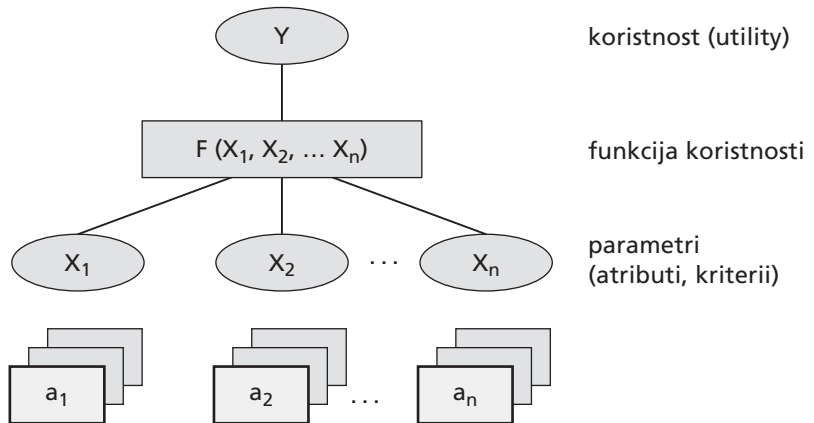 Y koristnost (utility)
F (X₁, X₂, … Xₙ) funkcija koristnosti
X₁ X₂ ... Xₙ parametri
(atributi, kriterii)
a₁ a₂ ... aₙ